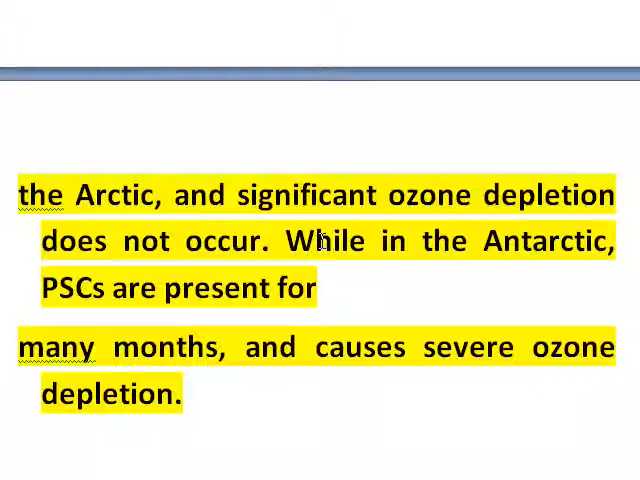 the Arctic, and significant ozone depletion
does not occur. While in the Antarctic,
PSCs are present for
many months, and causes severe ozone
depletion.